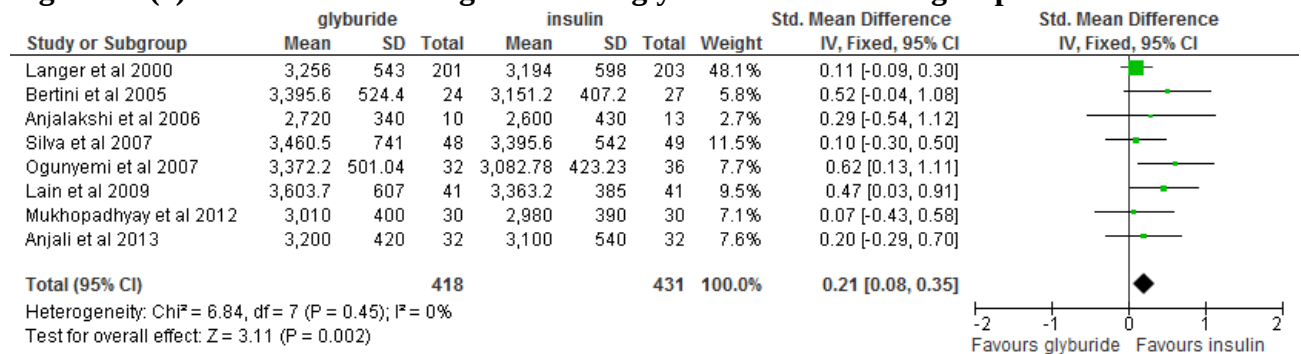 glyburide insulin Std. Mean Difference Std. Mean Difference
Study or Subgroup Mean SD Total Mean SD Total Weight IV, Fixed, 95% CI IV, Fixed, 95% CI
Langer et al 2000 3,256 543 201 3,194 598 203 48.1% 0.11 [-0.09, 0.30]
Bertini et al 2005 3,395.6 524.4 24 3,151.2 407.2 27 5.8% 0.52 [-0.04, 1.08]
Anjalakshi et al 2006 2,720 340 10 2,600 430 13 2.7% 0.29 [-0.54, 1.12]
Silva et al 2007 3,460.5 741 48 3,395.6 542 49 11.5% 0.10 [-0.30, 0.50]
Ogunyemi et al 2007 3,372.2 501.04 32 3,082.78 423.23 36 7.7% 0.62 [0.13, 1.11]
Lain et al 2009 3,603.7 607 41 3,363.2 385 41 9.5% 0.47 [0.03, 0.91]
Mukhopadhyay et al 2012 3,010 400 30 2,980 390 30 7.1% 0.07 [-0.43, 0.58]
Anjali et al 2013 3,200 420 32 3,100 540 32 7.6% 0.20 [-0.29, 0.70]
Total (95% CI) 418 431 100.0% 0.21 [0.08, 0.35]
Heterogeneity: Chi² = 6.84, df = 7 (P = 0.45); I² = 0%
Test for overall effect: Z = 3.11 (P = 0.002)
-2 -1 0 1 2
Favours glyburide Favours insulin